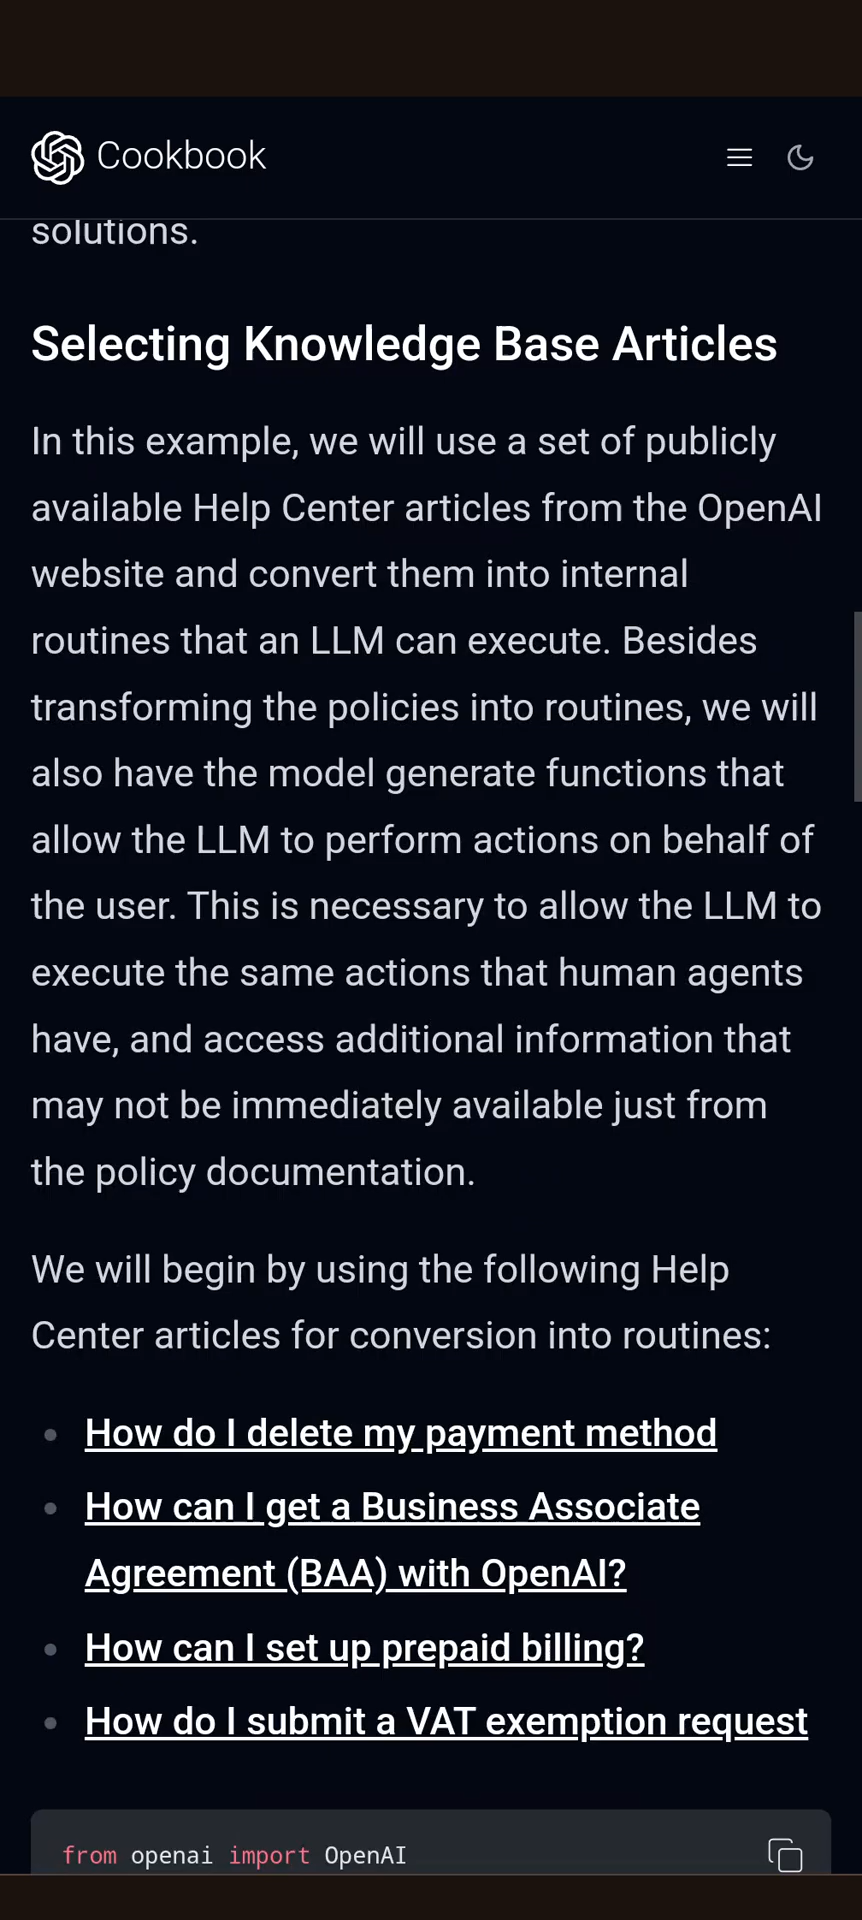 Cookbook
solutions.
Selecting Knowledge Base Articles
In this example, we will use a set of publicly
available Help Center articles from the OpenAI
website and convert them into internal
routines that an LLM can execute. Besides
transforming the policies into routines, we will
also have the model generate functions that
allow the LLM to perform actions on behalf of
the user. This is necessary to allow the LLM to
execute the same actions that human agents
have, and access additional information that
may not be immediately available just from
the policy documentation.
We will begin by using the following Help
Center articles for conversion into routines:
How do I delete my payment method
How can I get a Business Associate
Agreement (BAA) with OpenAI?
How can I set up prepaid billing?
How do I submit a VAT exemption request
from openai import OpenAI